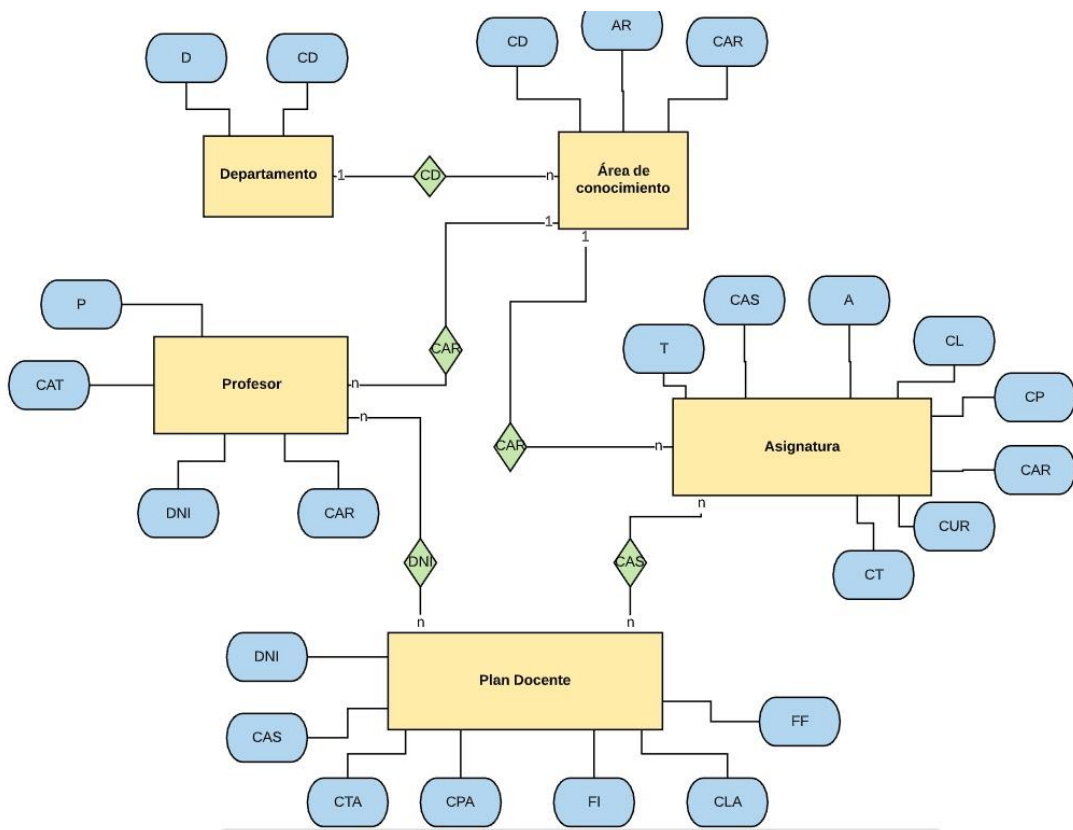 AR
CD
CAR
D
CD
Departamento
1
CD
n
Área de
conocimiento
1
1
P
CAS
A
CL
T
CAR
CAT
Profesor
n
n
CP
CAR
n
Asignatura
CAR
n
DNI
CAR
CUR
DNI
CAS
CT
n
n
DNI
Plan Docente
CAS
FF
CTA
CPA
FI
CLA